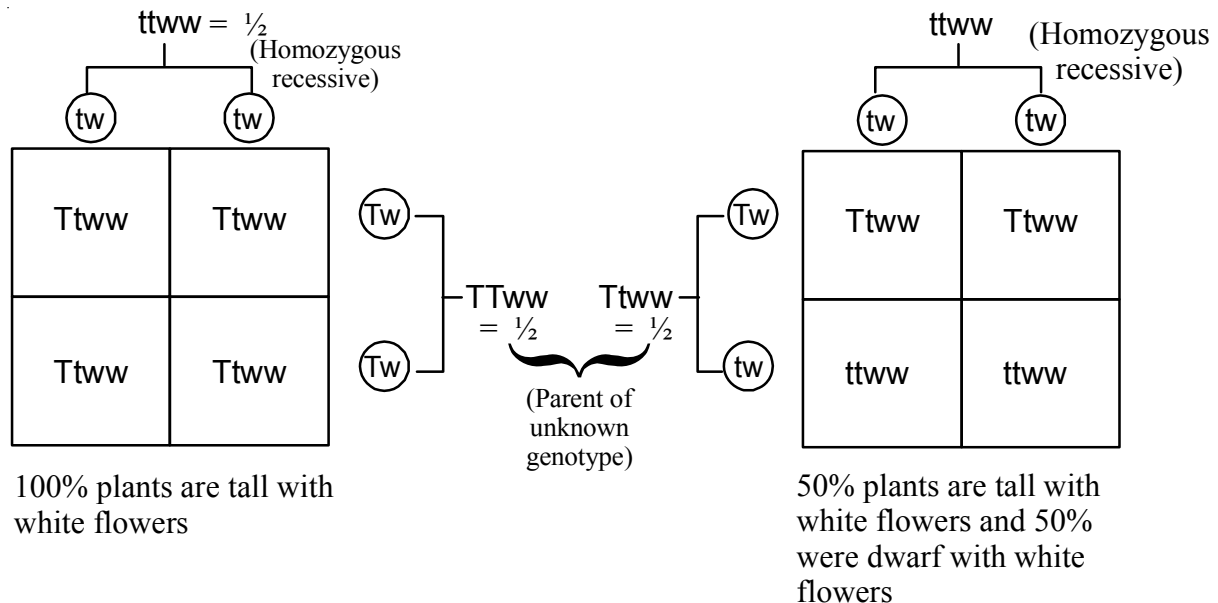 ttww = ½
(Homozygous
recessive)
tw tw
Ttww Ttww
Ttww Ttww
Tw
Tw
TTww
= ½
100% plants are tall with
white flowers
(Parent of
unknown
genotype)
ttww
(Homozygous
recessive)
tw tw
Tw
tw
Ttww
= ½
Ttww Ttww
ttww ttww
50% plants are tall with
white flowers and 50%
were dwarf with white
flowers